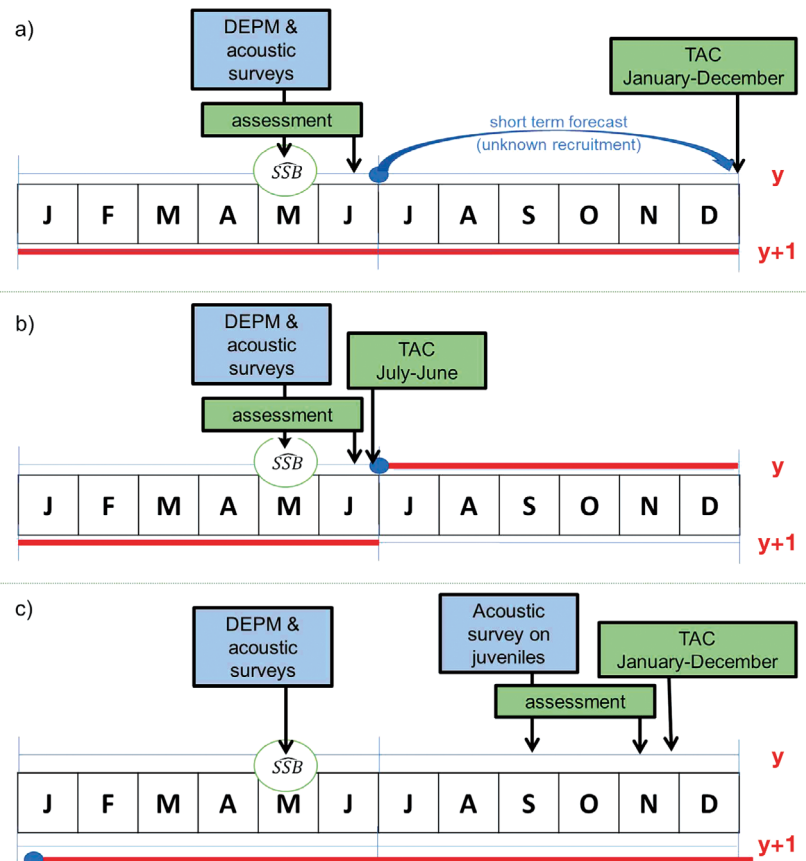 a)
DEPM &
acoustic
surveys
TAC
January-December
assessment
short term forecast
(unknown recruitment)
SSB
y
J F M A M J J A S O N D
y+1
b)
DEPM &
acoustic
surveys
TAC
July-June
assessment
SSB
y
J F M A M J J A S O N D
y+1
c)
DEPM &
acoustic
surveys
Acoustic
survey on
juveniles
TAC
January-December
assessment
y
SSB
J F M A M J J A S O N D
y+1